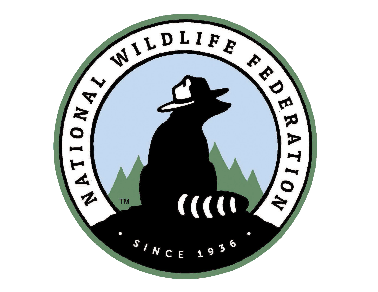 NATIONAL WILDLIFE FEDERATION
TM
• SINCE 1936 •